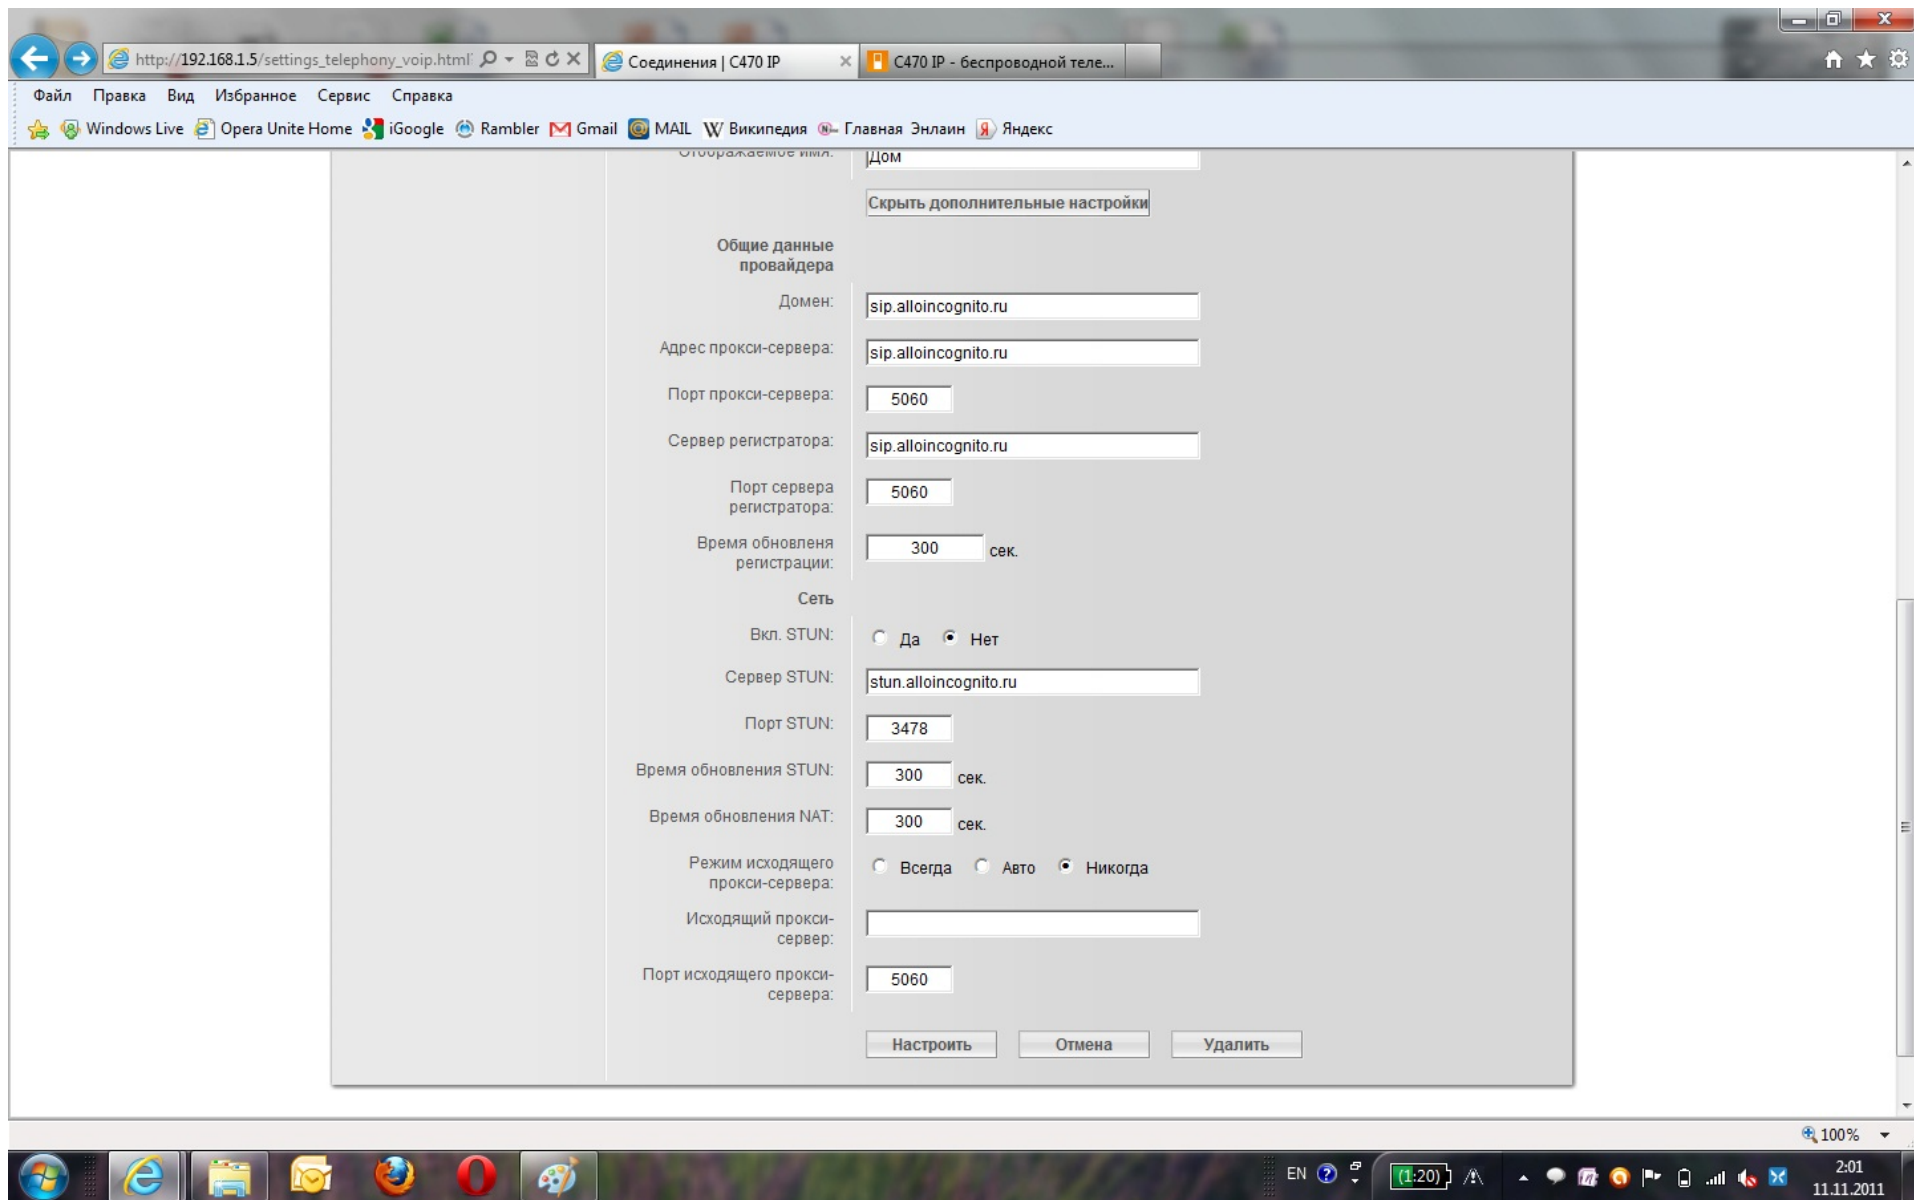 http://192.168.1.5/settings_telephony_voip.html
Соединения | C470 IP
C470 IP - беспроводной теле...
Файл Правка Вид Избранное Сервис Справка
Windows Live Opera Unite Home iGoogle Rambler Gmail MAIL Википедия Главная Энлаин Яндекс
Отображаемое имя: Дом
Скрыть дополнительные настройки
Общие данные
провайдера
Домен: sip.alloincognito.ru
Адрес прокси-сервера: sip.alloincognito.ru
Порт прокси-сервера: 5060
Сервер регистратора: sip.alloincognito.ru
Порт сервера
регистратора: 5060
Время обновленя
регистрации: 300 сек.
Сеть
Вкл. STUN: Да Нет
Сервер STUN: stun.alloincognito.ru
Порт STUN: 3478
Время обновления STUN: 300 сек.
Время обновления NAT: 300 сек.
Режим исходящего
прокси-сервера: Всегда Авто Никогда
Исходящий прокси-
сервер:
Порт исходящего прокси-
сервера: 5060
Настроить Отмена Удалить
100%
EN (1:20) 2:01
11.11.2011